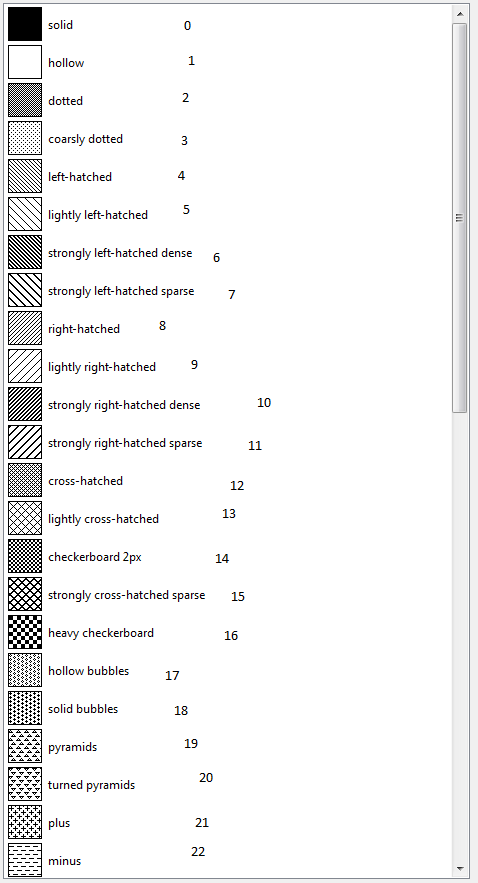 solid 0
hollow 1
dotted 2
coarsly dotted 3
left-hatched 4
lightly left-hatched 5
strongly left-hatched dense 6
strongly left-hatched sparse 7
right-hatched 8
lightly right-hatched 9
strongly right-hatched dense 10
strongly right-hatched sparse 11
cross-hatched 12
lightly cross-hatched 13
checkerboard 2px 14
strongly cross-hatched sparse 15
heavy checkerboard 16
hollow bubbles 17
solid bubbles 18
pyramids 19
turned pyramids 20
plus 21
minus 22